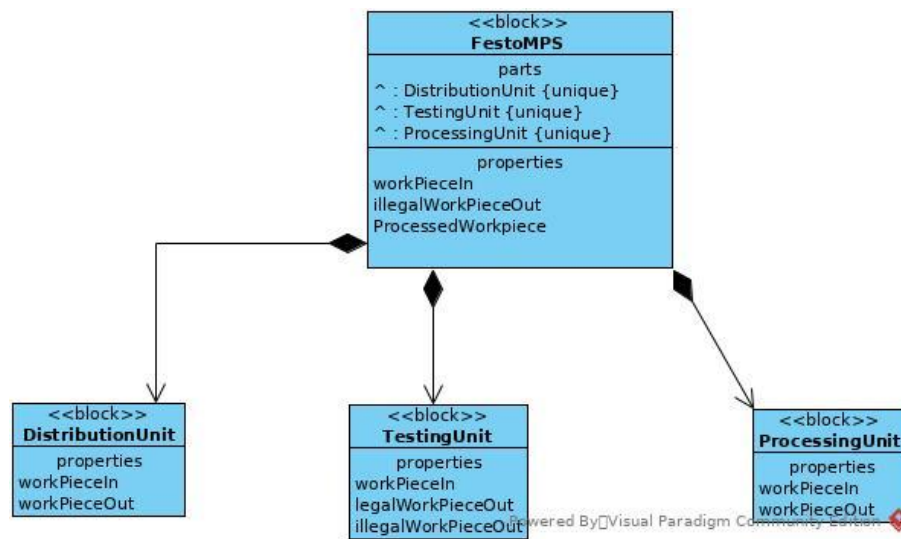 <<block>>
FestoMPS
parts
^ : DistributionUnit {unique}
^ : TestingUnit {unique}
^ : ProcessingUnit {unique}
properties
workPieceIn
illegalWorkPieceOut
ProcessedWorkpiece
<<block>>
DistributionUnit
properties
workPieceIn
workPieceOut
<<block>>
TestingUnit
properties
workPieceIn
legalWorkPieceOut
illegalWorkPieceOut
<<block>>
ProcessingUnit
properties
workPieceIn
workPieceOut
Powered By▯Visual Paradigm Community Edition